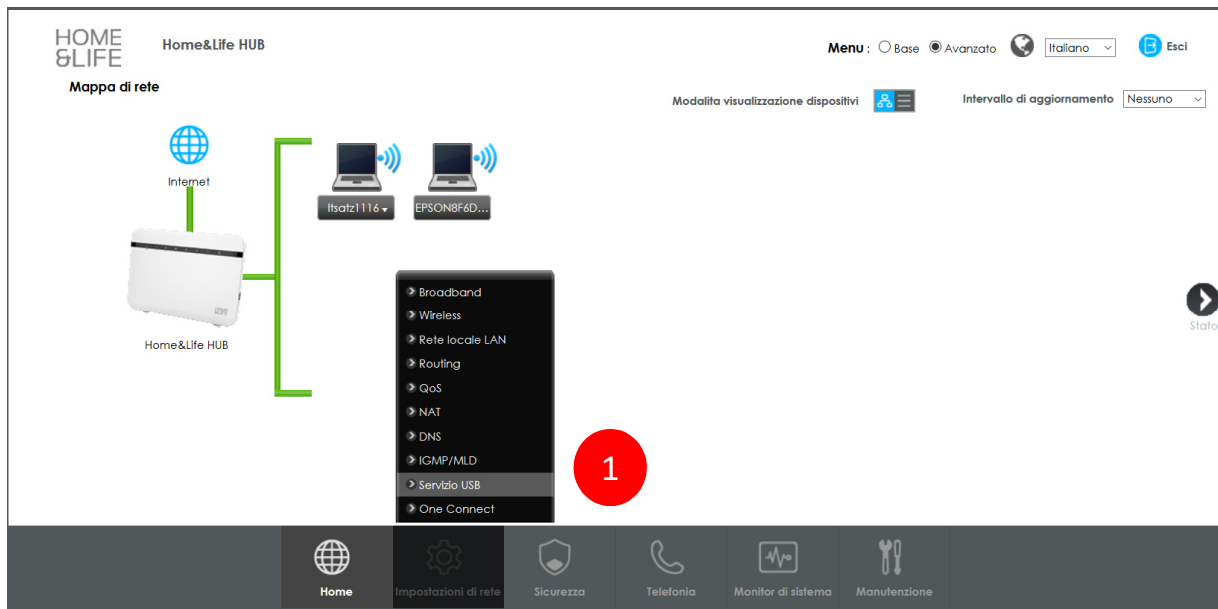 HOME
&LIFE
Home&Life HUB
Menu : Base Avanzato Italiano Esci
Mappa di rete
Modalita visualizzazione dispositivi
Intervallo di aggiornamento Nessuno
Internet
Itsatz1116
EPSON8F6D...
Home&Life HUB
Broadband
Wireless
Rete locale LAN
Routing
QoS
NAT
DNS
IGMP/MLD
Servizio USB
One Connect
1
Stato
Home
Impostazioni di rete
Sicurezza
Telefonia
Monitor di sistema
Manutenzione